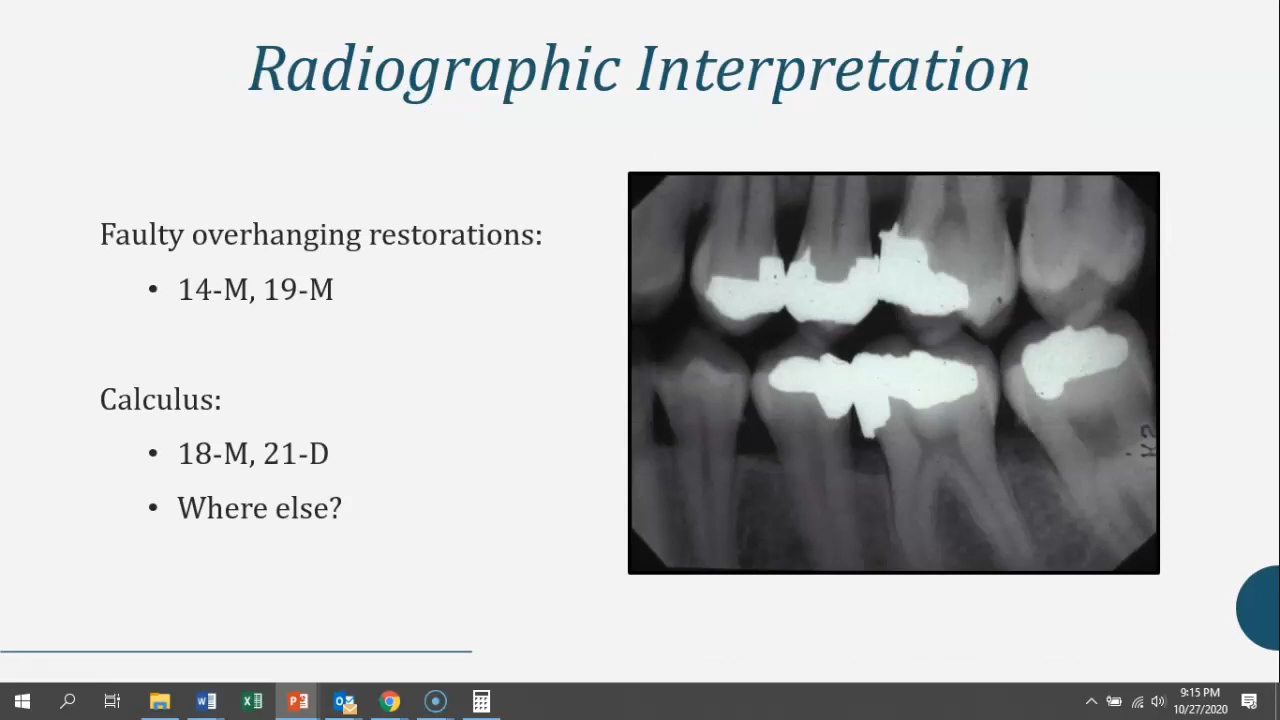 Radiographic Interpretation
Faulty overhanging restorations:
• 14-M, 19-M
Calculus:
• 18-M, 21-D
• Where else?
9:15 PM
10/27/2020